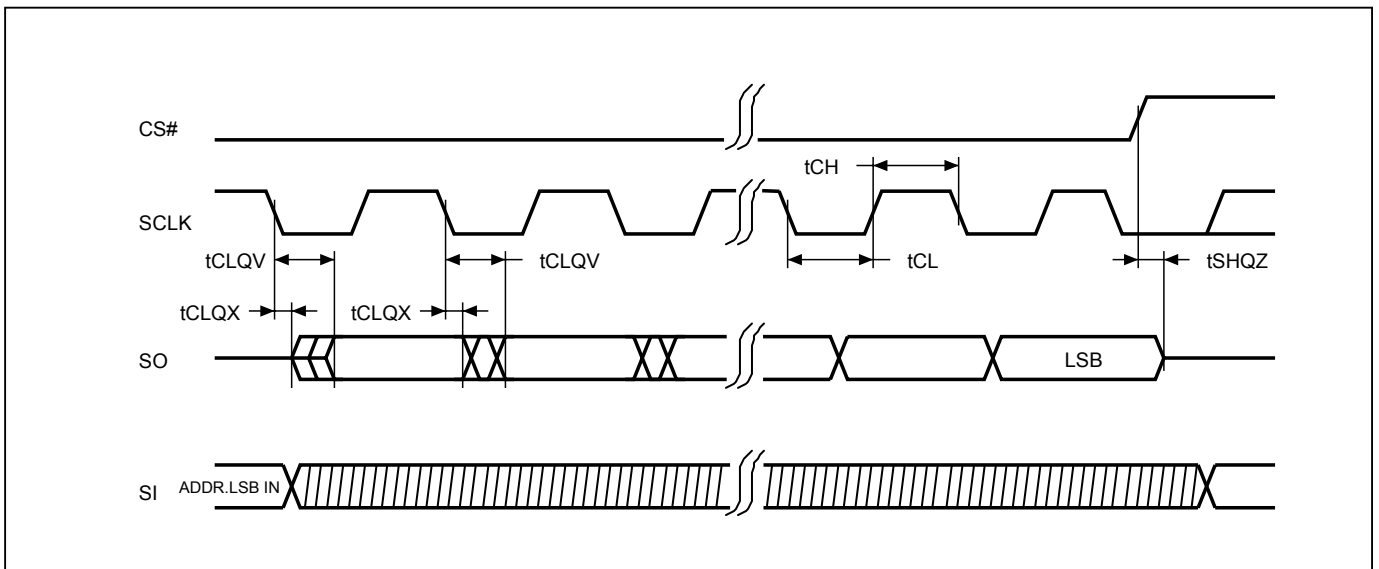 CS#
tCH
SCLK
tCLQV
tCLQV
tCL
tSHQZ
tCLQX
tCLQX
SO
LSB
SI
ADDR.LSB IN